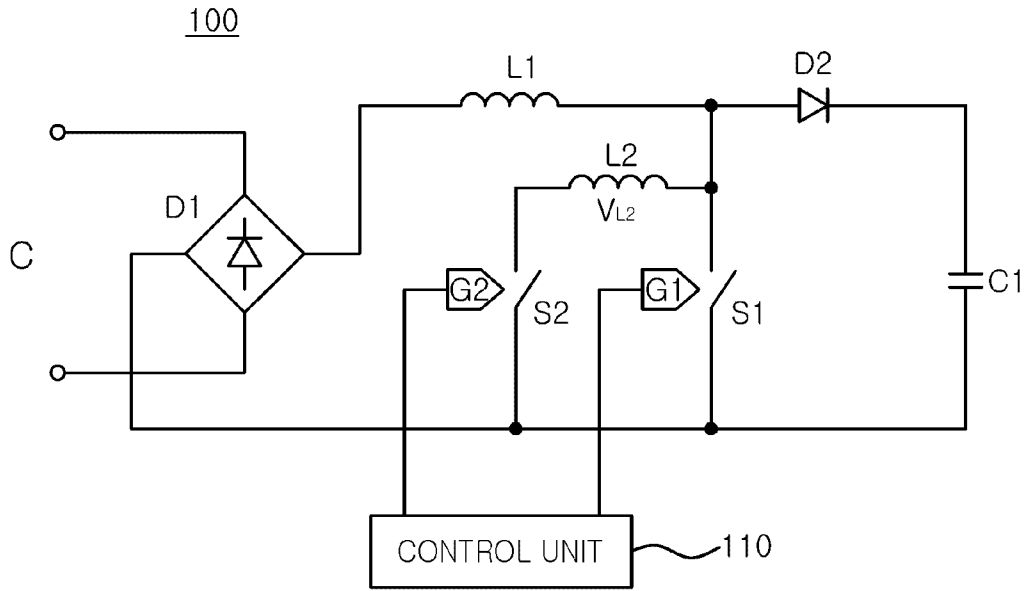 100
L1
D2
L2
VL2
D1
C
G2
S2
G1
S1
C1
CONTROL UNIT
110